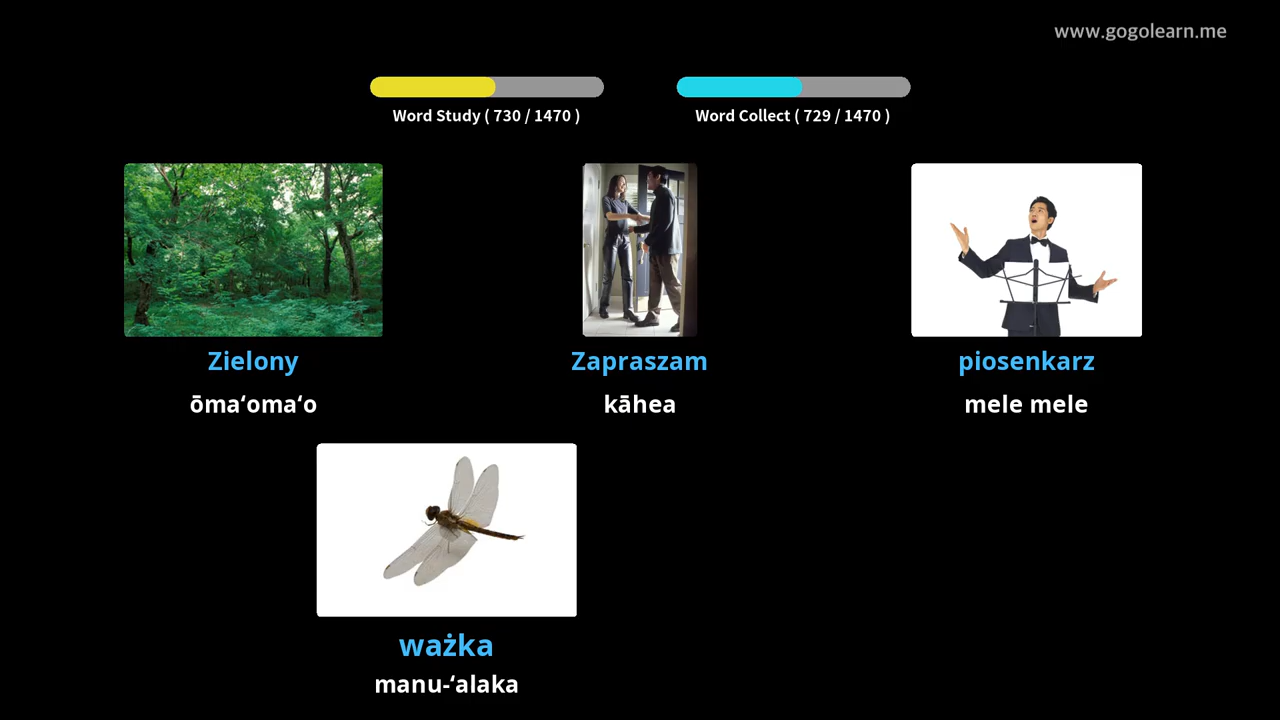 www.gogolearn.me
Word Study ( 730 / 1470 )
Word Collect ( 729 / 1470 )
Zielony
Zapraszam
piosenkarz
ōmaʻomaʻo
kāhea
mele mele
ważka
manu-ʻalaka